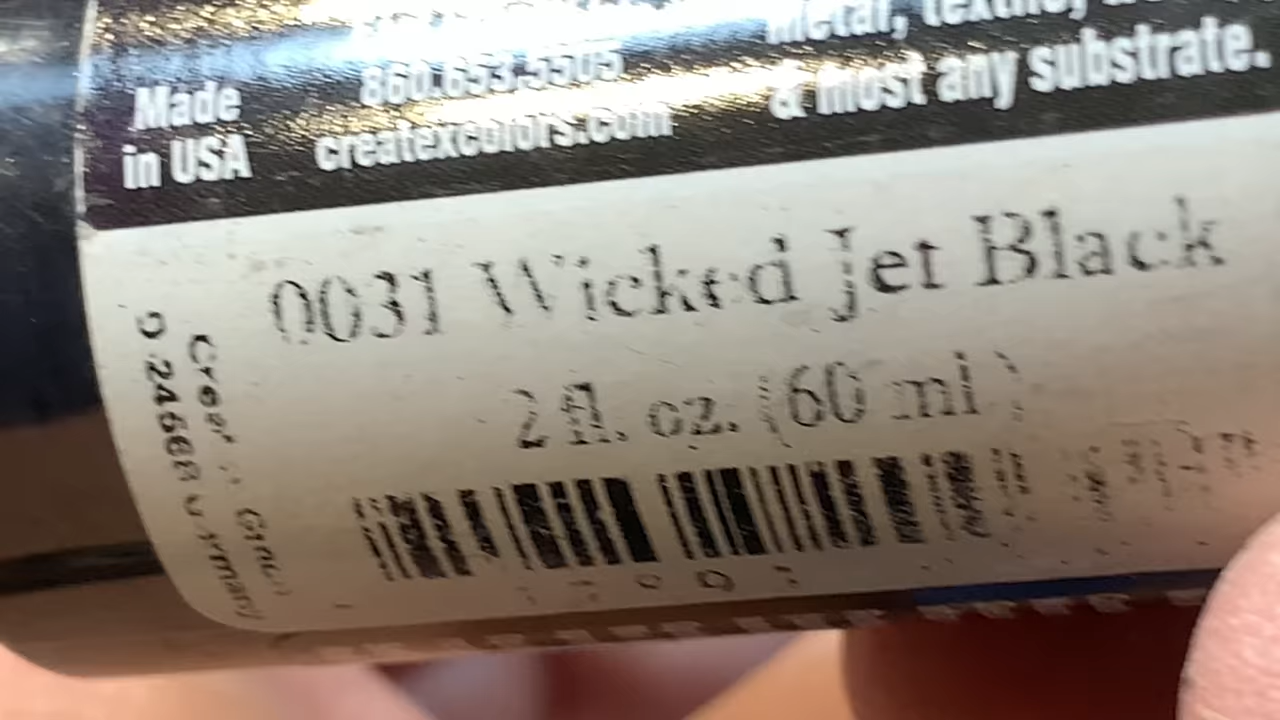 metal, textile,
& most any substrate.
Made
in USA
860.653.5505
createxcolors.com
0031 Wicked Jet Black
2 fl. oz. (60 ml)